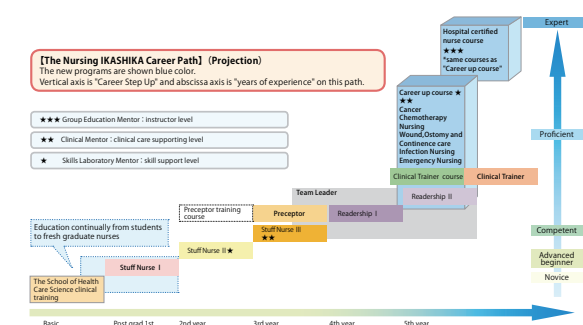 Hospital certified
nurse course
★★★
*same courses as
"Career up course"
Expert
【The Nursing IKASHIKA Career Path】（Projection）
The new programs are shown blue color.
Vertical axis is "Career Step Up" and abscissa axis is "years of experience" on this path.
Career up course ★
★★
Cancer
Chemotherapy
Nursing
Wound,Ostomy and
Continence care
Infection Nursing
Emergency Nursing
★★★ Group Education Mentor : instructor level
★★ Clinical Mentor : clinical care supporting level
★ Skills Laboratory Mentor : skill support level
Proficient
Clinical Trainer course
Clinical Trainer
Team Leader
Readership II
Preceptor training
course
Preceptor
Readership I
Education continually from students
to fresh graduate nurses
Stuff Nurse III
★★
Competent
Stuff Nurse II★
Advanced
beginner
Stuff Nurse I
Novice
The School of Health
Care Science clinical
training
Basic
Post grad 1st
2nd year
3rd year
4th year
5th year